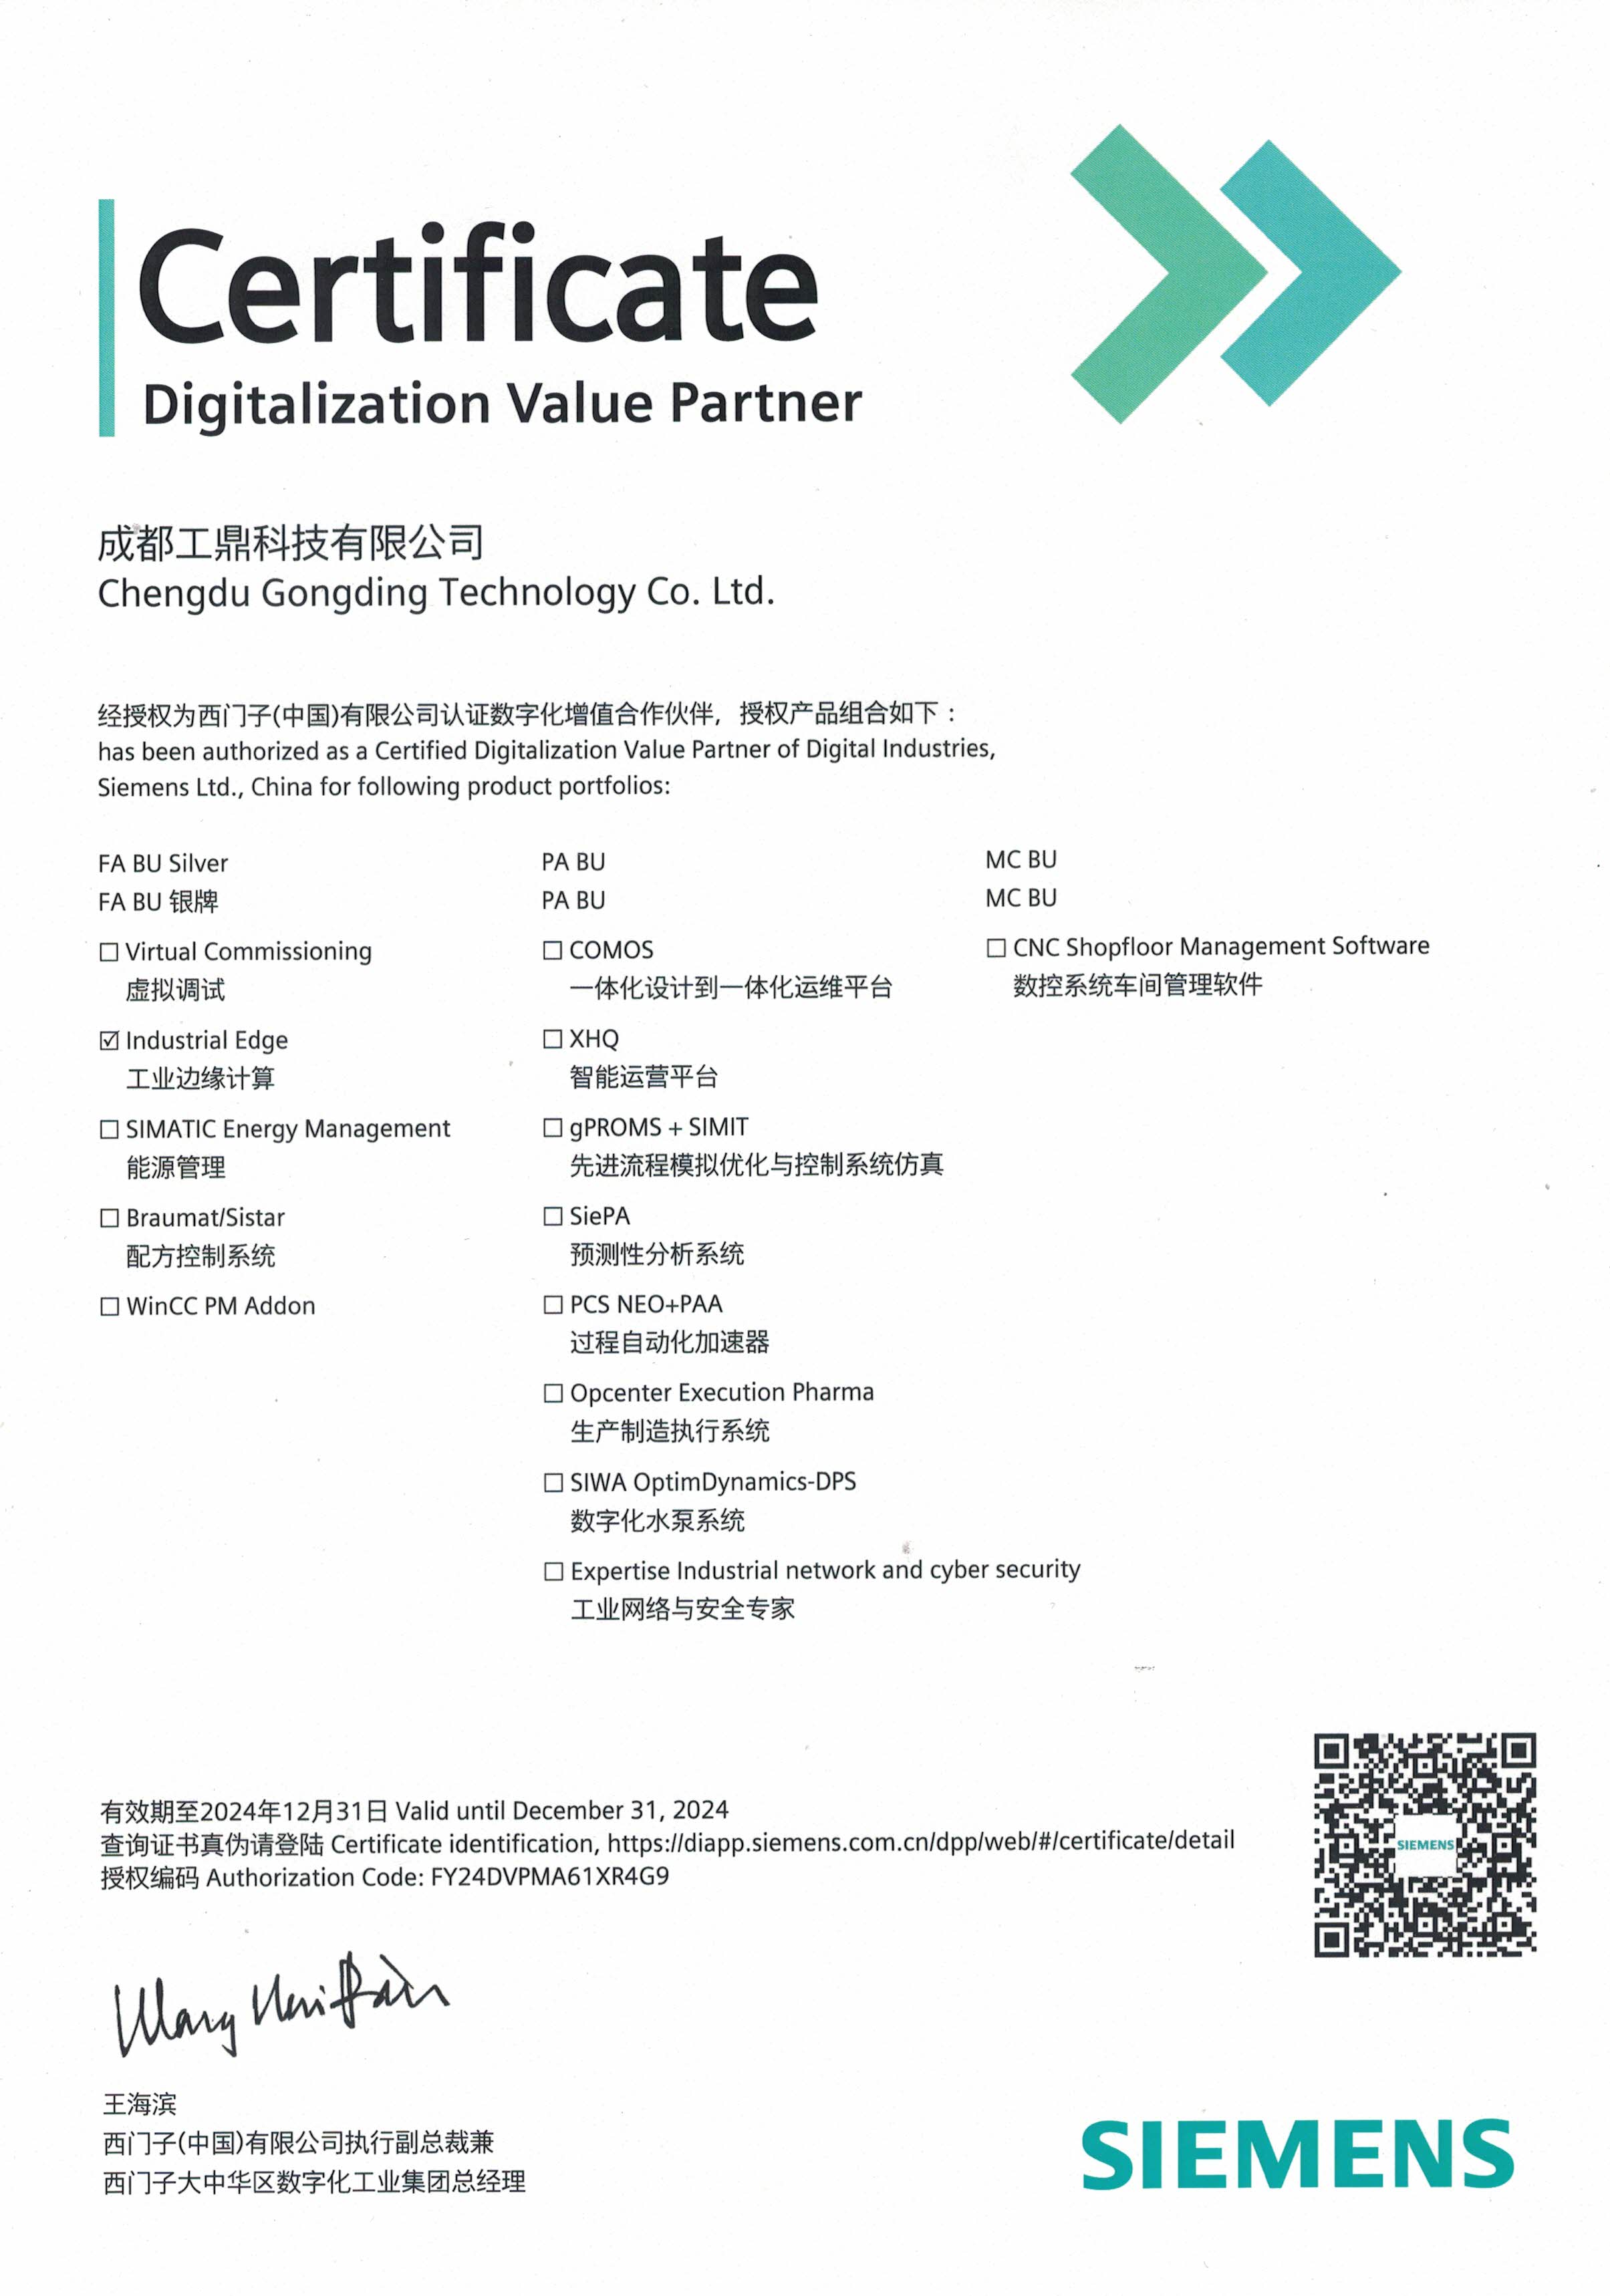 Certificate
Digitalization Value Partner
成都工鼎科技有限公司
Chengdu Gongding Technology Co. Ltd.
经授权为西门子(中国)有限公司认证数字化增值合作伙伴，授权产品组合如下：
has been authorized as a Certified Digitalization Value Partner of Digital Industries,
Siemens Ltd., China for following product portfolios:
FA BU Silver
FA BU 银牌
☐ Virtual Commissioning
虚拟调试
☑ Industrial Edge
工业边缘计算
☐ SIMATIC Energy Management
能源管理
☐ Braumat/Sistar
配方控制系统
☐ WinCC PM Addon
PA BU
PA BU
☐ COMOS
一体化设计到一体化运维平台
☐ XHQ
智能运营平台
☐ gPROMS + SIMIT
先进流程模拟优化与控制系统仿真
☐ SiePA
预测性分析系统
☐ PCS NEO+PAA
过程自动化加速器
☐ Opcenter Execution Pharma
生产制造执行系统
☐ SIWA OptimDynamics-DPS
数字化水泵系统
☐ Expertise Industrial network and cyber security
工业网络与安全专家
MC BU
MC BU
☐ CNC Shopfloor Management Software
数控系统车间管理软件
有效期至2024年12月31日 Valid until December 31, 2024
查询证书真伪请登陆 Certificate identification, https://diapp.siemens.com.cn/dpp/web/#/certificate/detail
授权编码 Authorization Code: FY24DVPMA61XR4G9
SIEMENS
Wang Haibin
王海滨
西门子(中国)有限公司执行副总裁兼
西门子大中华区数字化工业集团总经理
SIEMENS